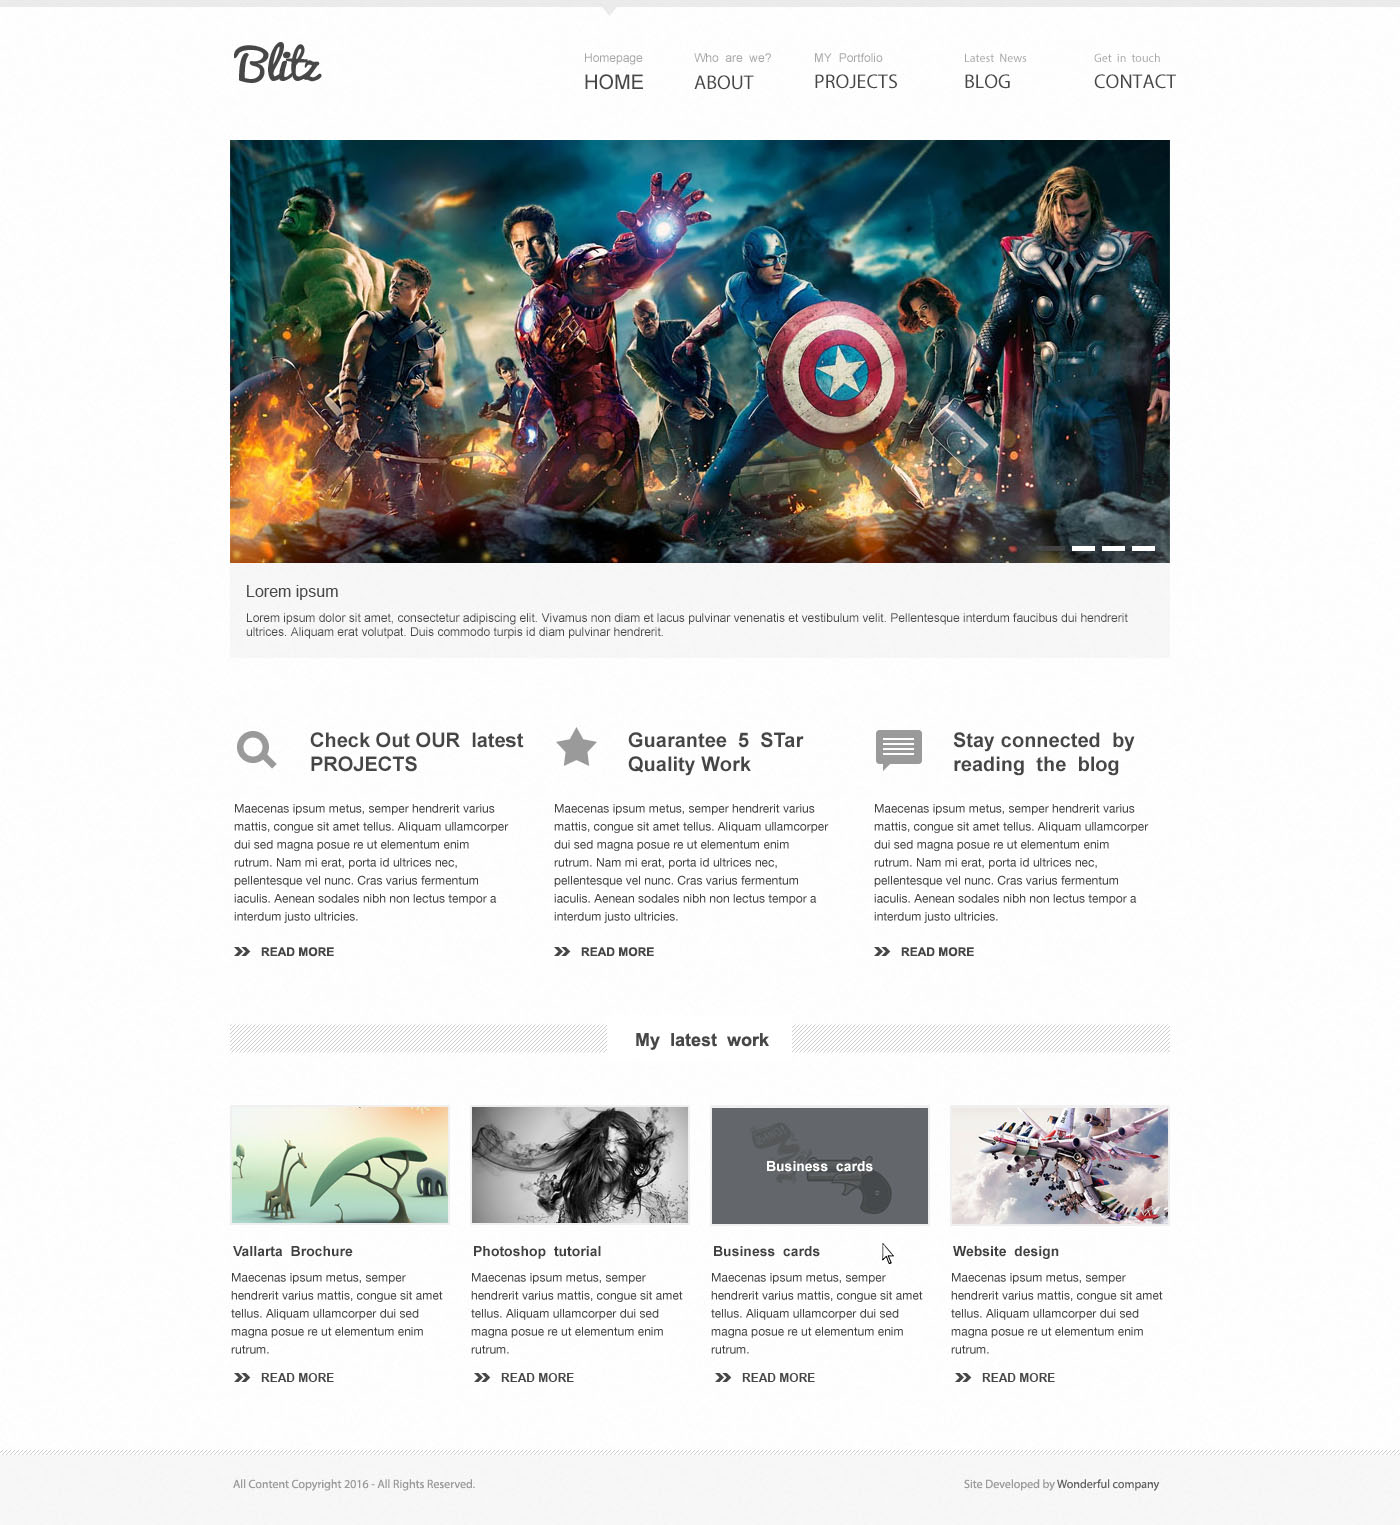 Blitz
Homepage
HOME
Who are we?
ABOUT
MY Portfolio
PROJECTS
Latest News
BLOG
Get in touch
CONTACT
Lorem ipsum
Lorem ipsum dolor sit amet, consectetur adipiscing elit. Vivamus non diam et lacus pulvinar venenatis et vestibulum velit. Pellentesque interdum faucibus dui hendrerit
ultrices. Aliquam erat volutpat. Duis commodo turpis id diam pulvinar hendrerit.
Check Out OUR latest
PROJECTS
Maecenas ipsum metus, semper hendrerit varius
mattis, congue sit amet tellus. Aliquam ullamcorper
dui sed magna posue re ut elementum enim
rutrum. Nam mi erat, porta id ultrices nec,
pellentesque vel nunc. Cras varius fermentum
iaculis. Aenean sodales nibh non lectus tempor a
interdum justo ultricies.
READ MORE
Guarantee 5 STar
Quality Work
Maecenas ipsum metus, semper hendrerit varius
mattis, congue sit amet tellus. Aliquam ullamcorper
dui sed magna posue re ut elementum enim
rutrum. Nam mi erat, porta id ultrices nec,
pellentesque vel nunc. Cras varius fermentum
iaculis. Aenean sodales nibh non lectus tempor a
interdum justo ultricies.
READ MORE
Stay connected by
reading the blog
Maecenas ipsum metus, semper hendrerit varius
mattis, congue sit amet tellus. Aliquam ullamcorper
dui sed magna posue re ut elementum enim
rutrum. Nam mi erat, porta id ultrices nec,
pellentesque vel nunc. Cras varius fermentum
iaculis. Aenean sodales nibh non lectus tempor a
interdum justo ultricies.
READ MORE
My latest work
Vallarta Brochure
Maecenas ipsum metus, semper
hendrerit varius mattis, congue sit amet
tellus. Aliquam ullamcorper dui sed
magna posue re ut elementum enim
rutrum.
READ MORE
Photoshop tutorial
Maecenas ipsum metus, semper
hendrerit varius mattis, congue sit amet
tellus. Aliquam ullamcorper dui sed
magna posue re ut elementum enim
rutrum.
READ MORE
Business cards
Business cards
Maecenas ipsum metus, semper
hendrerit varius mattis, congue sit amet
tellus. Aliquam ullamcorper dui sed
magna posue re ut elementum enim
rutrum.
READ MORE
Website design
Maecenas ipsum metus, semper
hendrerit varius mattis, congue sit amet
tellus. Aliquam ullamcorper dui sed
magna posue re ut elementum enim
rutrum.
READ MORE
All Content Copyright 2016 - All Rights Reserved.
Site Developed by Wonderful company